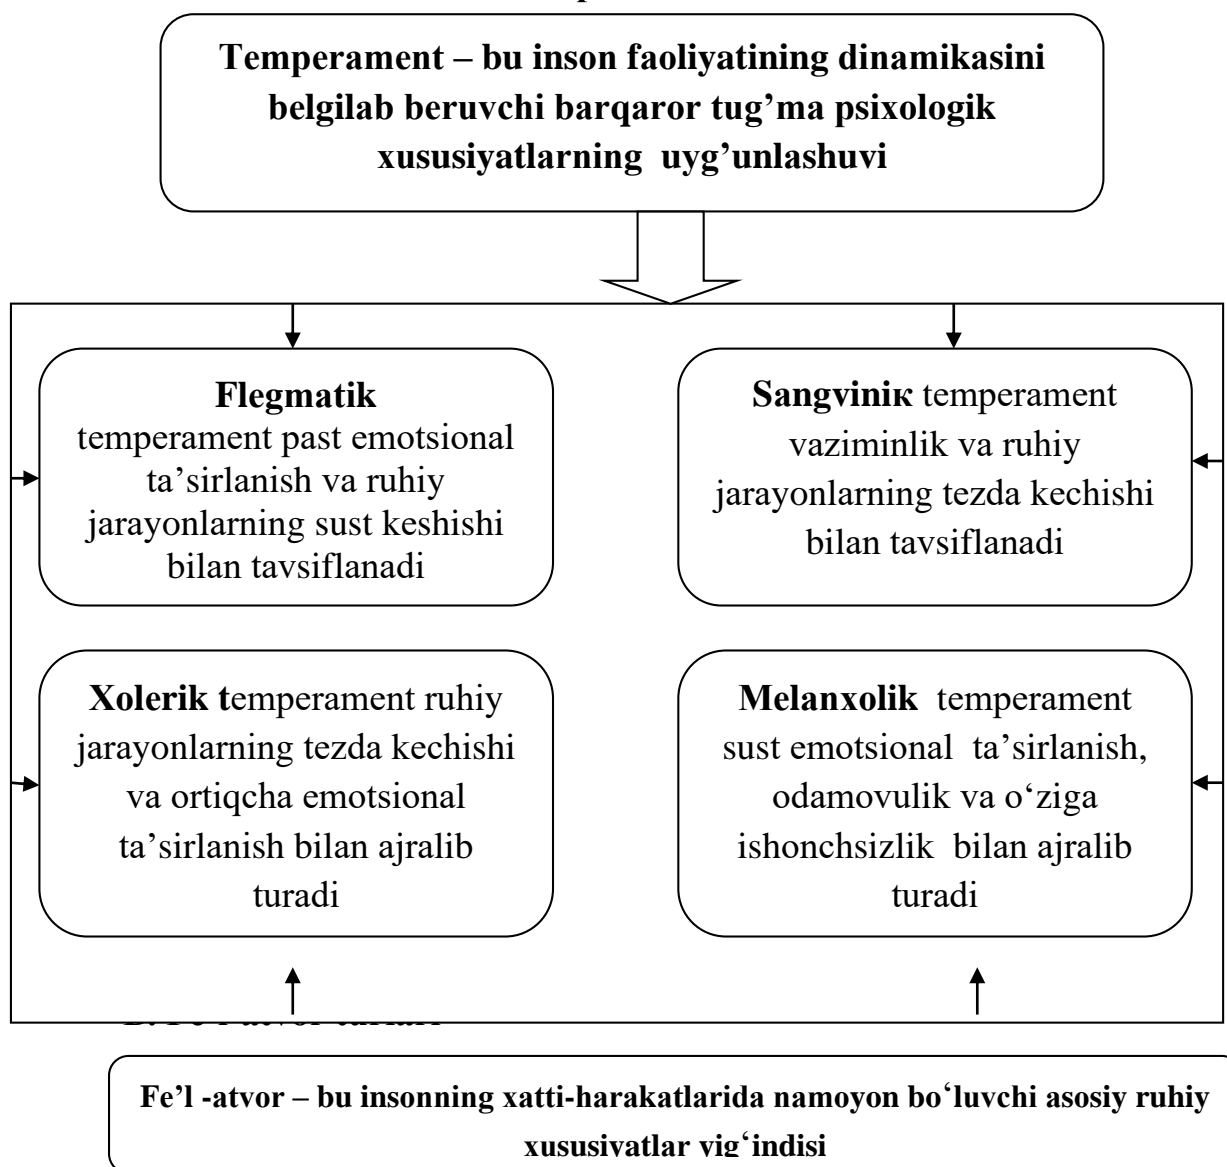 Temperament – bu inson faoliyatining dinamikasini
belgilab beruvchi barqaror tug’ma psixologik
xususiyatlarning uyg’unlashuvi
Flegmatik
temperament past emotsional
ta’sirlanish va ruhiy
jarayonlarning sust keshishi
bilan tavsiflanadi
Sangviniк temperament
vaziminlik va ruhiy
jarayonlarning tezda kechishi
bilan tavsiflanadi
Xolerik temperament ruhiy
jarayonlarning tezda kechishi
va ortiqcha emotsional
ta’sirlanish bilan ajralib
turadi
Melanxolik temperament
sust emotsional ta’sirlanish,
odamovulik va o‘ziga
ishonchsizlik bilan ajralib
turadi
Fe’l -atvor – bu insonning xatti-harakatlarida namoyon bo‘luvchi asosiy ruhiy
xususiyatlar yig‘indisi